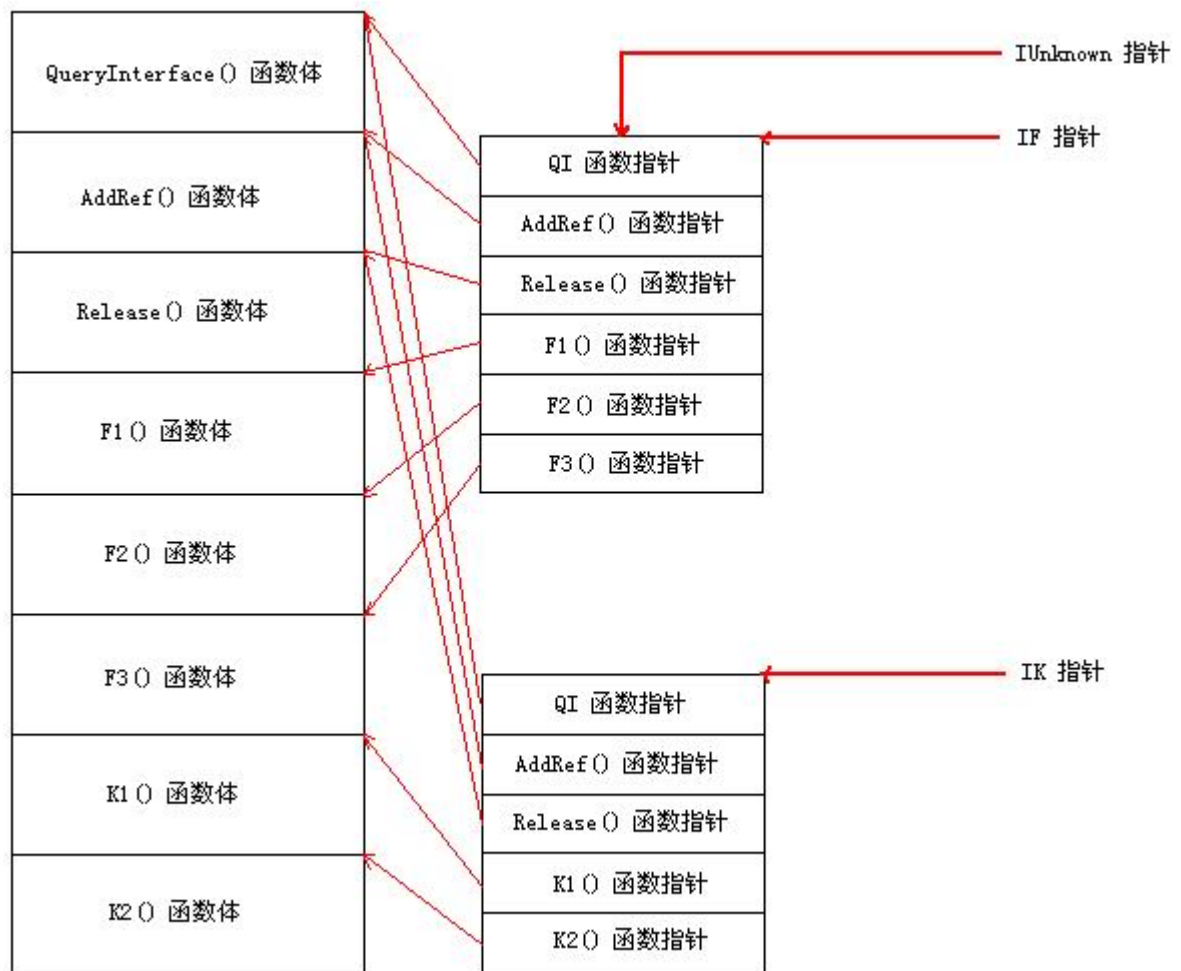 QueryInterface() 函数体
AddRef() 函数体
Release() 函数体
F1() 函数体
F2() 函数体
F3() 函数体
K1() 函数体
K2() 函数体
QI 函数指针
AddRef() 函数指针
Release() 函数指针
F1() 函数指针
F2() 函数指针
F3() 函数指针
QI 函数指针
AddRef() 函数指针
Release() 函数指针
K1() 函数指针
K2() 函数指针
IUnknown 指针
IF 指针
IK 指针